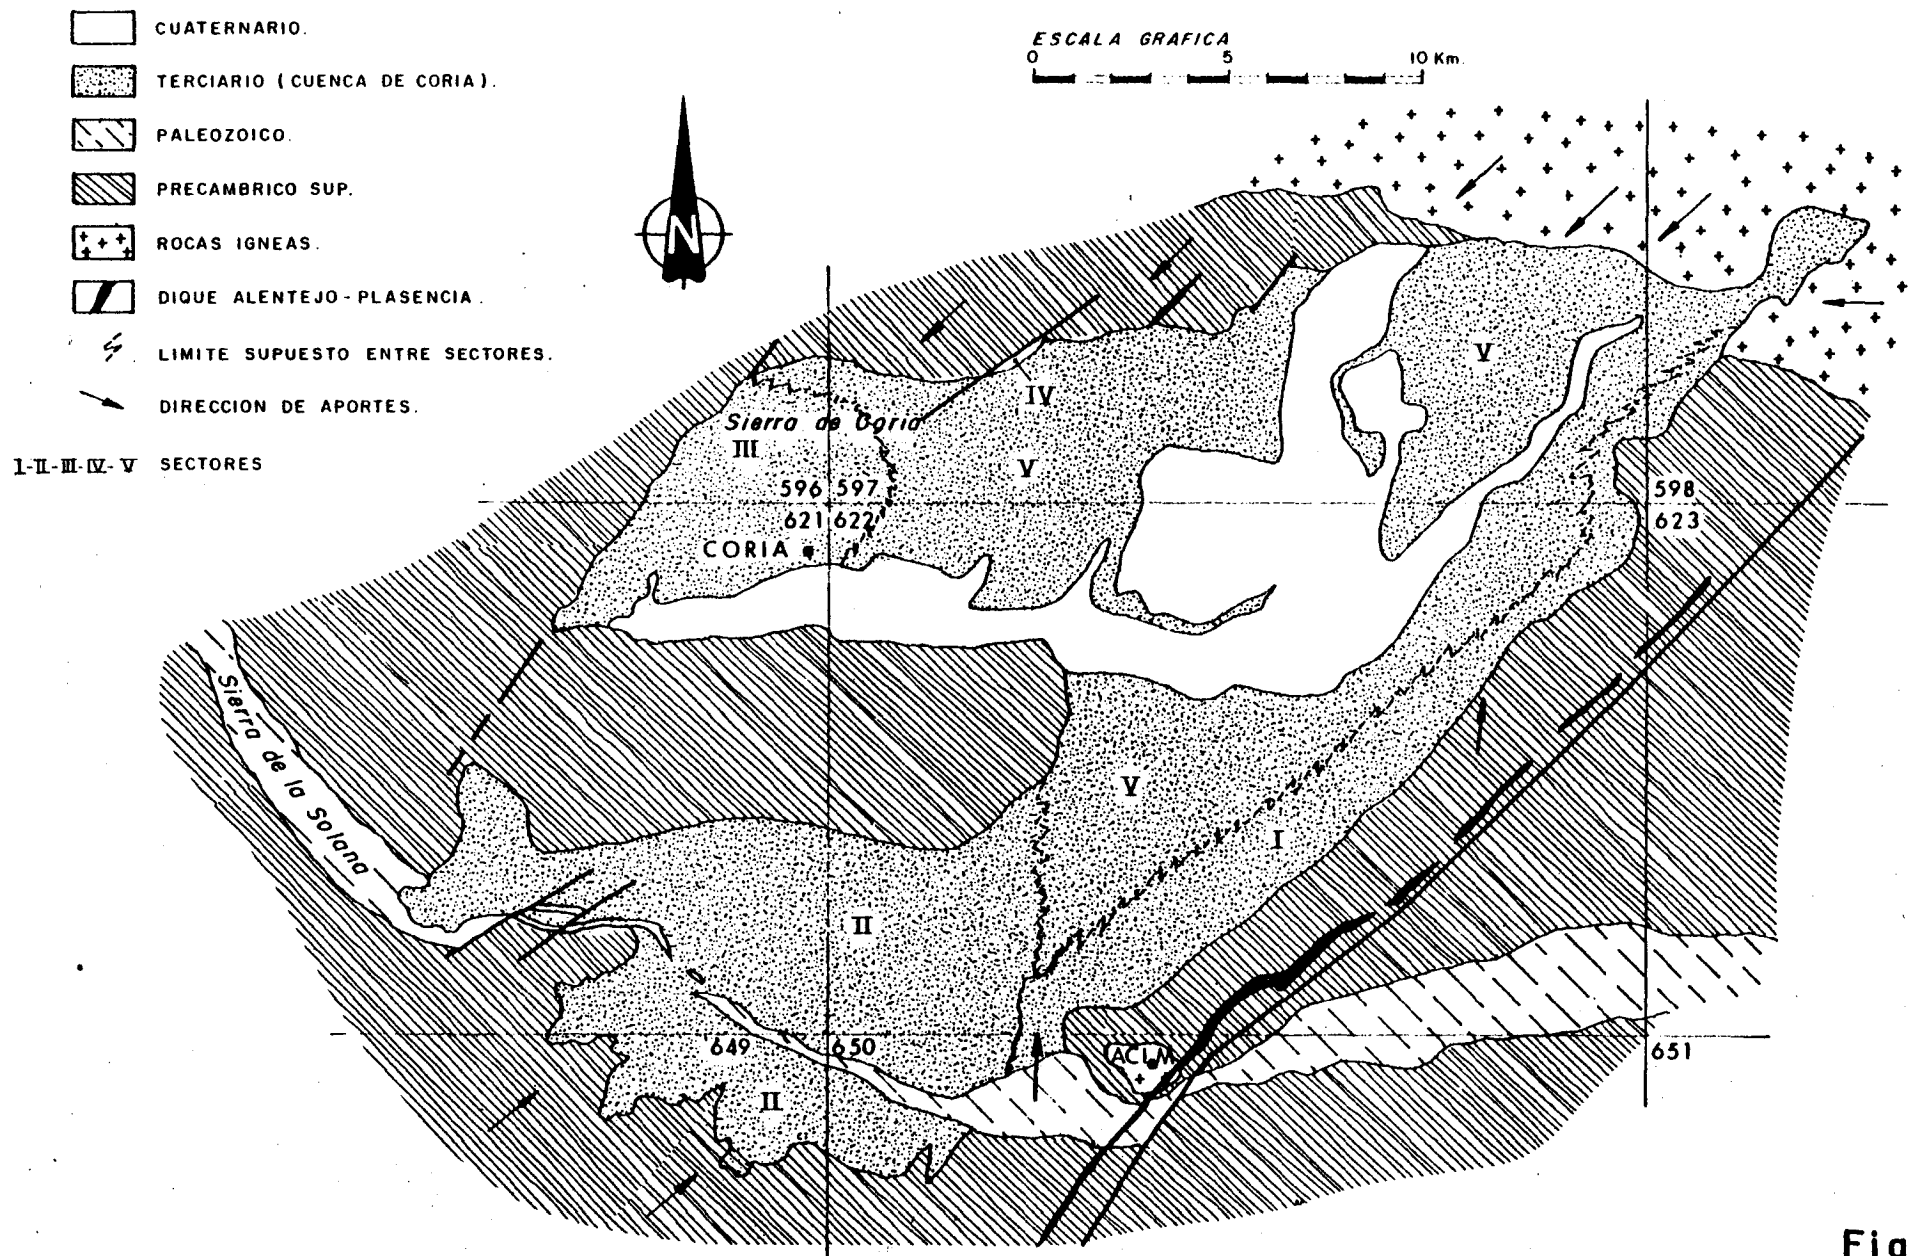 CUATERNARIO.
TERCIARIO (CUENCA DE CORIA).
PALEOZOICO.
PRECAMBRICO SUP.
ROCAS IGNEAS.
DIQUE ALENTEJO-PLASENCIA.
LIMITE SUPUESTO ENTRE SECTORES.
DIRECCION DE APORTES.
I-II-III-IV-V SECTORES
ESCALA GRAFICA
0 5 10 Km.
N
V
IV
Sierra de Coria
III
V
596 597
598
621 622
623
CORIA
Sierra de la Solana
V
I
II
649 650
651
ACIM
II
Fig